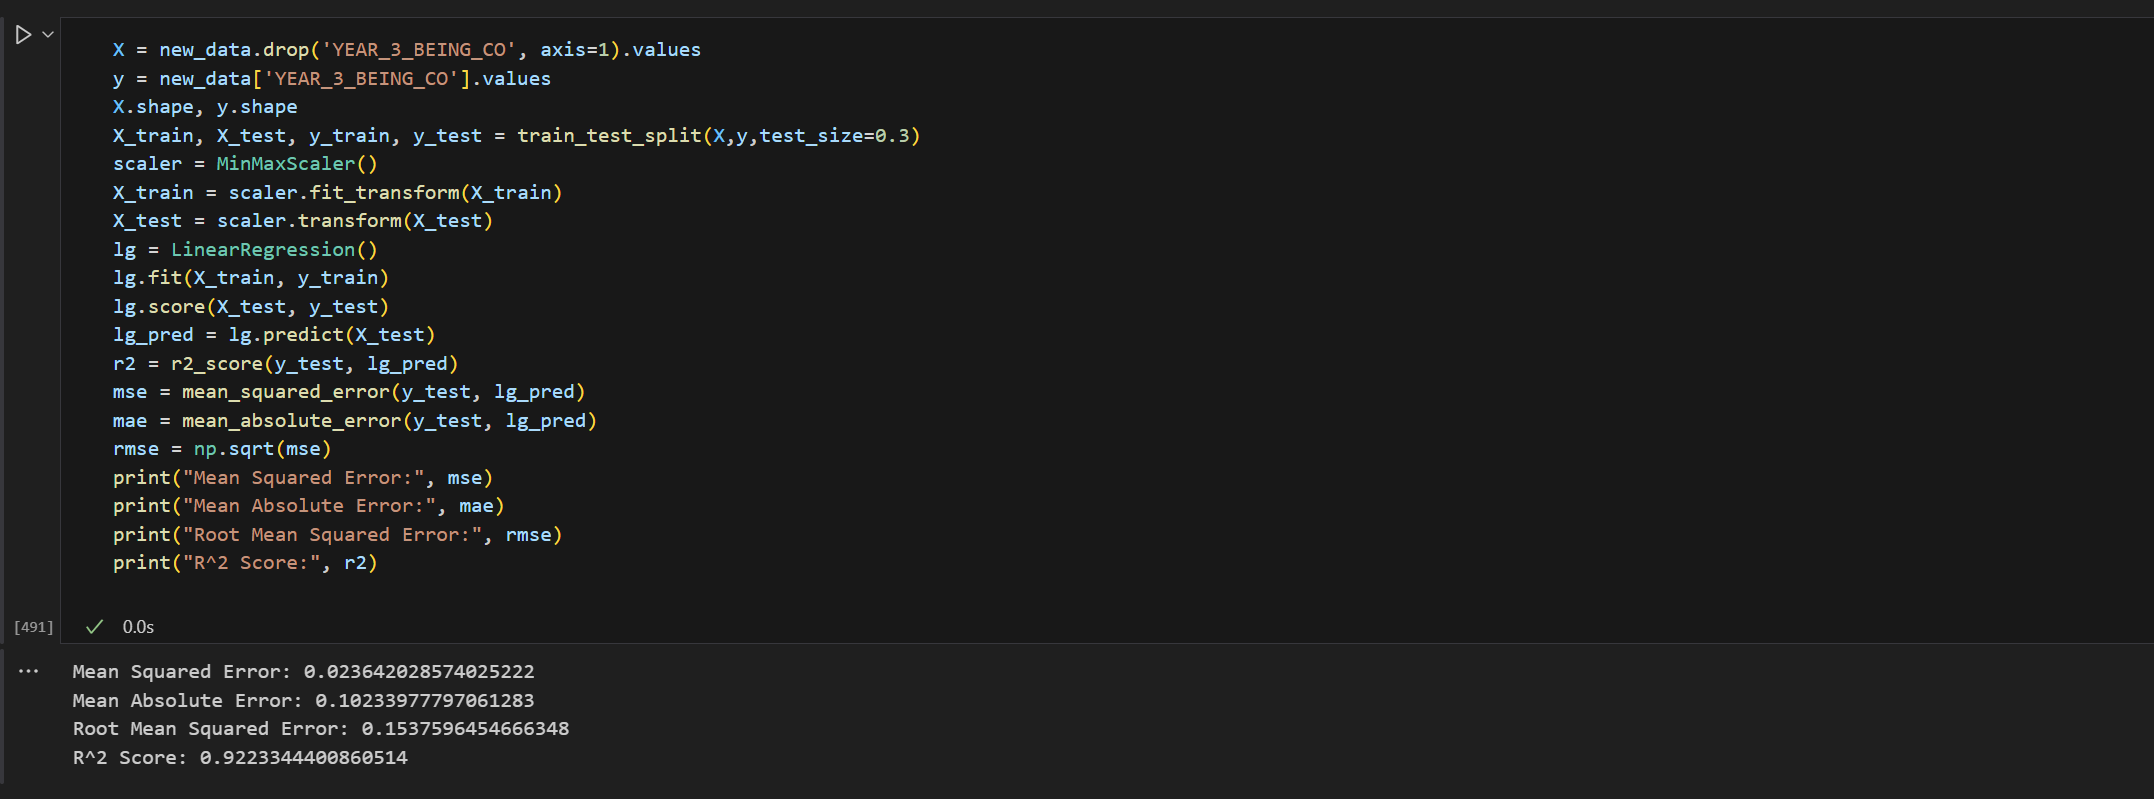 X = new_data.drop('YEAR_3_BEING_CO', axis=1).values
y = new_data['YEAR_3_BEING_CO'].values
X.shape, y.shape
X_train, X_test, y_train, y_test = train_test_split(X,y,test_size=0.3)
scaler = MinMaxScaler()
X_train = scaler.fit_transform(X_train)
X_test = scaler.transform(X_test)
lg = LinearRegression()
lg.fit(X_train, y_train)
lg.score(X_test, y_test)
lg_pred = lg.predict(X_test)
r2 = r2_score(y_test, lg_pred)
mse = mean_squared_error(y_test, lg_pred)
mae = mean_absolute_error(y_test, lg_pred)
rmse = np.sqrt(mse)
print("Mean Squared Error:", mse)
print("Mean Absolute Error:", mae)
print("Root Mean Squared Error:", rmse)
print("R^2 Score:", r2)
[491] 0.0s
Mean Squared Error: 0.023642028574025222
Mean Absolute Error: 0.10233977797061283
Root Mean Squared Error: 0.1537596454666348
R^2 Score: 0.9223344400860514